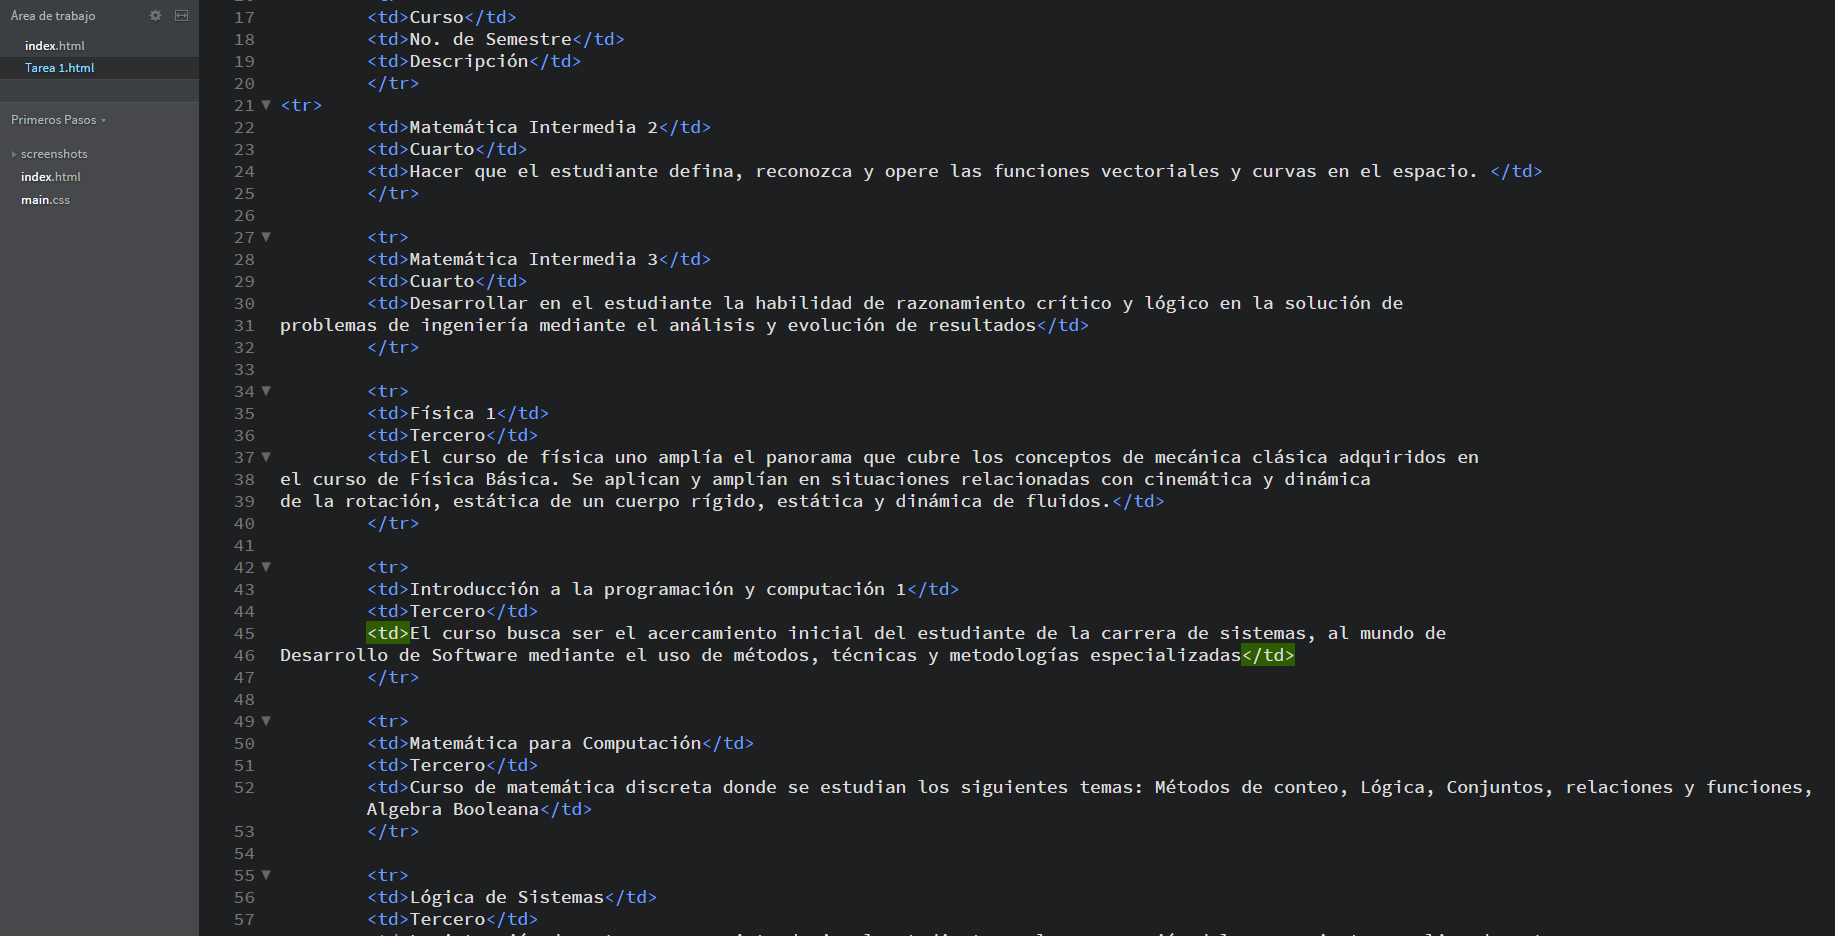 Área de trabajo
index.html
Tarea 1.html
Primeros Pasos
screenshots
index.html
main.css
17 <td>Curso</td>
18 <td>No. de Semestre</td>
19 <td>Descripción</td>
20 </tr>
21 <tr>
22 <td>Matemática Intermedia 2</td>
23 <td>Cuarto</td>
24 <td>Hacer que el estudiante defina, reconozca y opere las funciones vectoriales y curvas en el espacio. </td>
25 </tr>
26
27 <tr>
28 <td>Matemática Intermedia 3</td>
29 <td>Cuarto</td>
30 <td>Desarrollar en el estudiante la habilidad de razonamiento crítico y lógico en la solución de
31 problemas de ingeniería mediante el análisis y evolución de resultados</td>
32 </tr>
33
34 <tr>
35 <td>Física 1</td>
36 <td>Tercero</td>
37 <td>El curso de física uno amplía el panorama que cubre los conceptos de mecánica clásica adquiridos en
38 el curso de Física Básica. Se aplican y amplían en situaciones relacionadas con cinemática y dinámica
39 de la rotación, estática de un cuerpo rígido, estática y dinámica de fluidos.</td>
40 </tr>
41
42 <tr>
43 <td>Introducción a la programación y computación 1</td>
44 <td>Tercero</td>
45 <td>El curso busca ser el acercamiento inicial del estudiante de la carrera de sistemas, al mundo de
46 Desarrollo de Software mediante el uso de métodos, técnicas y metodologías especializadas</td>
47 </tr>
48
49 <tr>
50 <td>Matemática para Computación</td>
51 <td>Tercero</td>
52 <td>Curso de matemática discreta donde se estudian los siguientes temas: Métodos de conteo, Lógica, Conjuntos, relaciones y funciones,
Algebra Booleana</td>
53 </tr>
54
55 <tr>
56 <td>Lógica de Sistemas</td>
57 <td>Tercero</td>